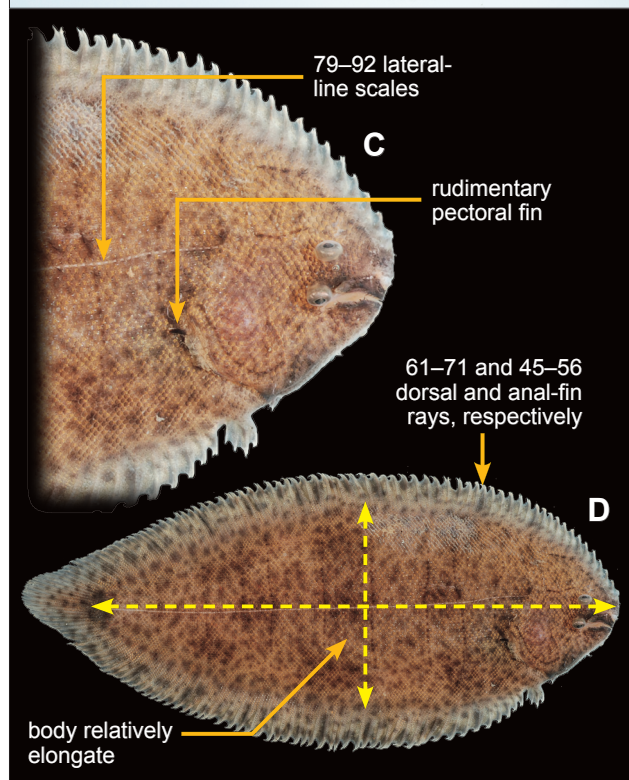 79–92 lateral-
line scales
C
rudimentary
pectoral fin
61–71 and 45–56
dorsal and anal-fin
rays, respectively
D
body relatively
elongate